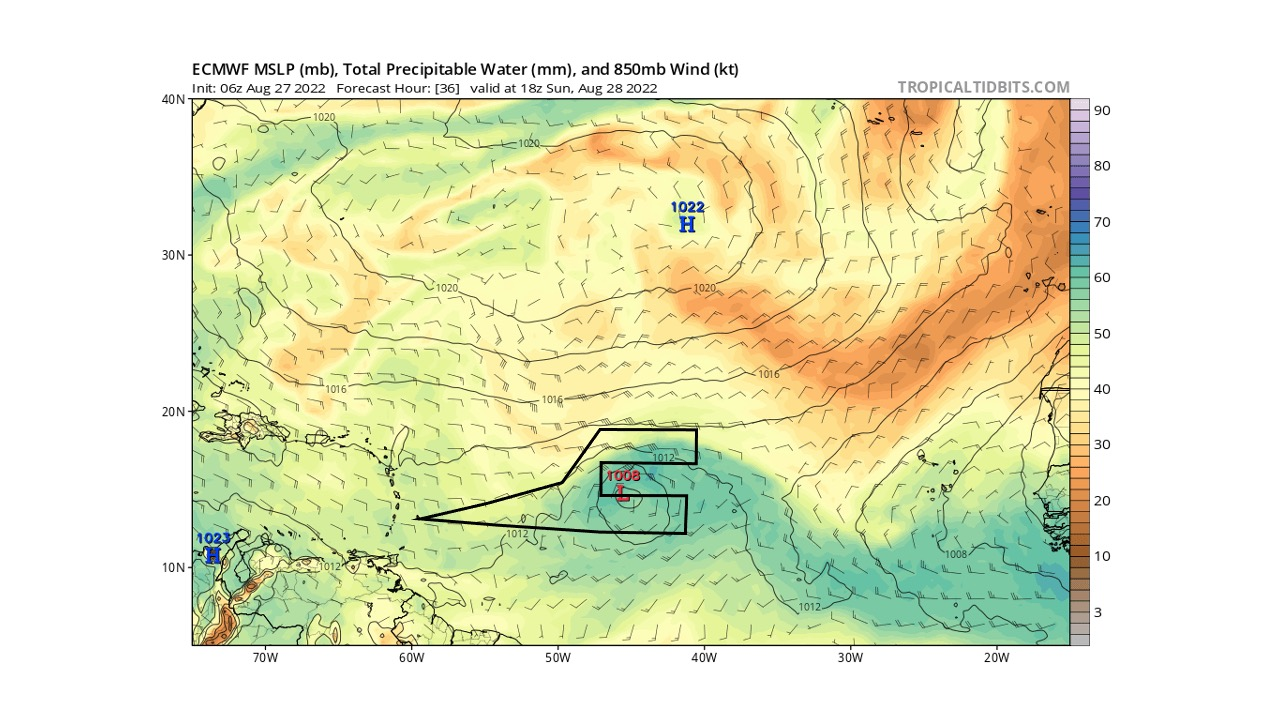 ECMWF MSLP (mb), Total Precipitable Water (mm), and 850mb Wind (kt)
Init: 06z Aug 27 2022 Forecast Hour: [36] valid at 18z Sun, Aug 28 2022
TROPICALTIDBITS.COM
40N
30N
20N
10N
1020
1020
1022
H
1020
1020
1016
1016
1016
1012
1008
L
1012
1023
H
1012
1008
1012
70W
60W
50W
40W
30W
20W
90
80
70
60
50
40
30
20
10
3